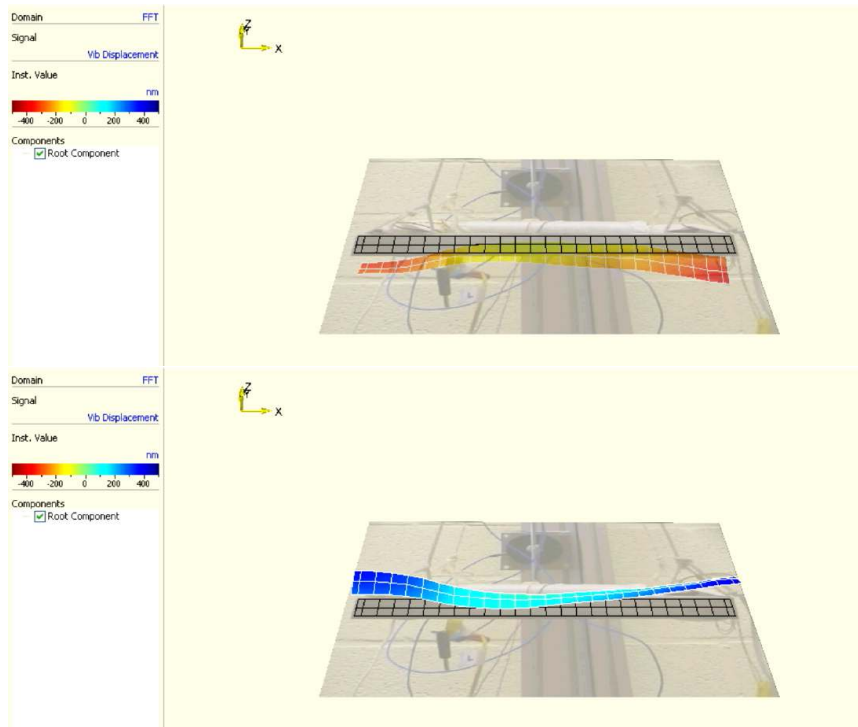 Domain FFT
Signal
Vib Displacement
Inst. Value
nm
-400 -200 0 200 400
Components
Root Component
Z
Y
X
L
Domain FFT
Signal
Vib Displacement
Inst. Value
nm
-400 -200 0 200 400
Components
Root Component
Z
Y
X
L